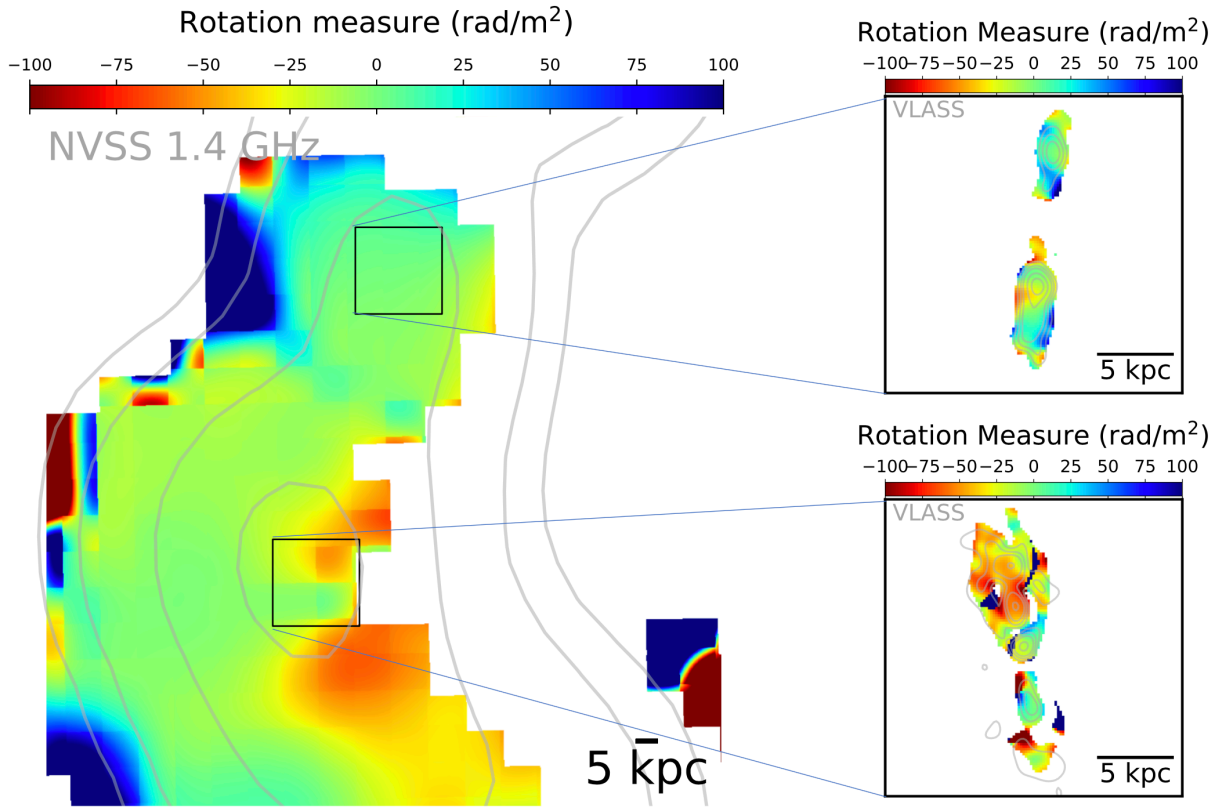 Rotation measure (rad/m²)
−100 −75 −50 −25 0 25 50 75 100
NVSS 1.4 GHz
5 kpc
Rotation Measure (rad/m²)
−100 −75 −50 −25 0 25 50 75 100
VLASS
5 kpc
Rotation Measure (rad/m²)
−100 −75 −50 −25 0 25 50 75 100
VLASS
5 kpc